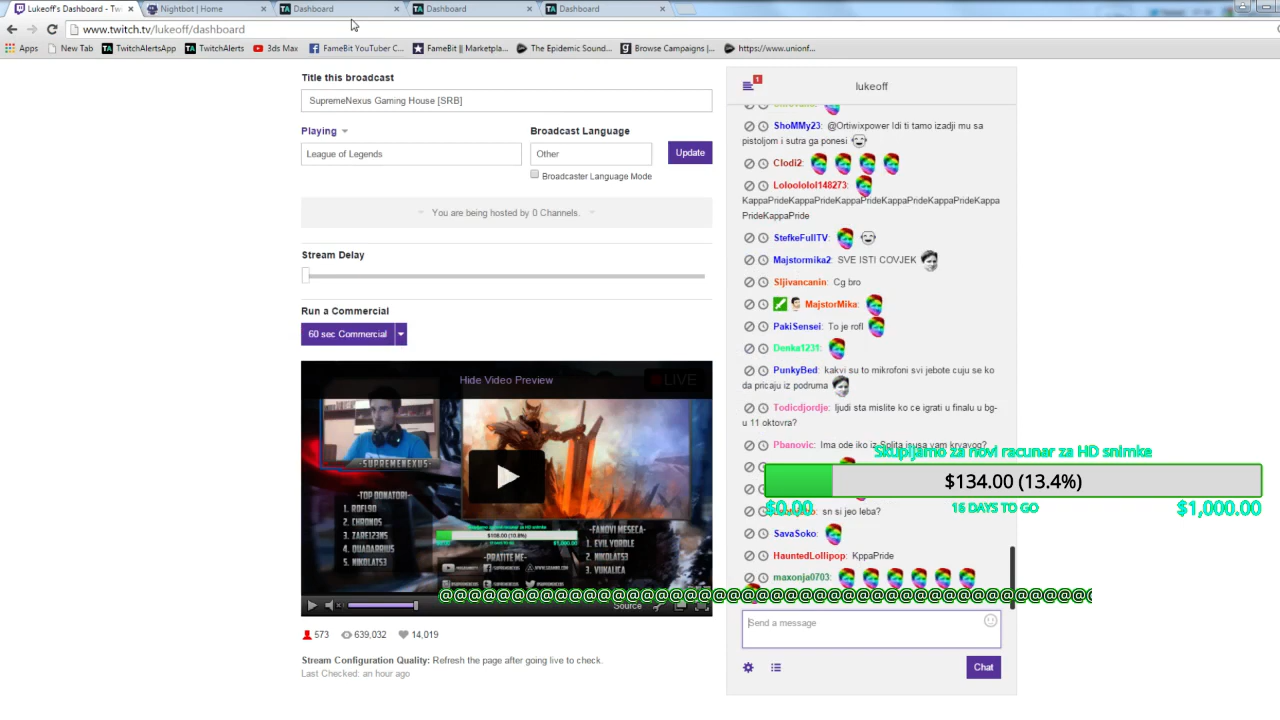 Lukeoff's Dashboard - Tw
Nightbot | Home
Dashboard
Dashboard
Dashboard
www.twitch.tv/lukeoff/dashboard
Apps
New Tab
TwitchAlertsApp
TwitchAlerts
3ds Max
FameBit YouTuber C...
FameBit || Marketpla...
The Epidemic Sound...
Browse Campaigns |...
https://www.unionf...
Title this broadcast
SupremeNexus Gaming House [SRB]
Playing
Broadcast Language
League of Legends
Other
Update
Broadcaster Language Mode
You are being hosted by 0 Channels.
Stream Delay
Run a Commercial
60 sec Commercial
Hide Video Preview
LIVE
-SUPREMENEXUS-
-TOP DONATORI-
1. ROFL90
2. CHRONOS
3. ZARE123NS
4. QUADARRIUS
5. NIKOLATS3
$108.00 (10.8%)
-PRATITE ME-
-FANOVI MESECA-
1. EVIL YORDLE
2. NIKOLATS3
3. VUKALICA
Source
573
639,032
14,019
Stream Configuration Quality: Refresh the page after going live to check.
Last Checked: an hour ago
1
lukeoff
ShoMMy23: @Ortiwixpower Idi ti tamo izadji mu sa
pistoljom i sutra ga ponesi
Clodi2:
Loloololol148273:
KappaPrideKappaPrideKappaPrideKappaPrideKappaPrideKappa
PrideKappaPride
StefkeFullTV:
Majstormika2: SVE ISTI COVJEK
Sljivancanin: Cg bro
MajstorMika:
PakiSensei: To je rofl
Denka1231:
PunkyBed: kakvi su to mikrofoni svi jebote cuju se ko
da pricaju iz podruma
Todicdjordje: ljudi sta mislite ko ce igrati u finalu u bg-
u 11 oktovra?
Pbanovic: Ima ode iko iz Splita isusa vam krvavog?
Skupljamo za novi racunar za HD snimke
$134.00 (13.4%)
$0.00
16 DAYS TO GO
$1,000.00
sn si jeo leba?
SavaSoko:
HauntedLollipop: KppaPride
maxonja0703:
Send a message
Chat